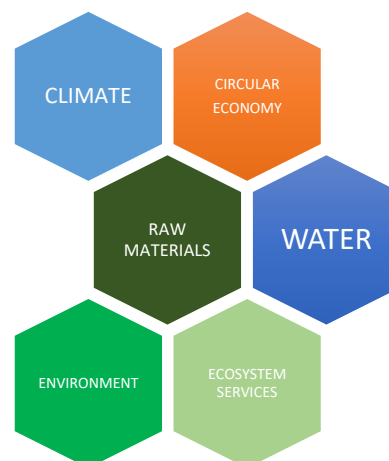 CLIMATE
CIRCULAR
ECONOMY
RAW
MATERIALS
WATER
ENVIRONMENT
ECOSYSTEM
SERVICES